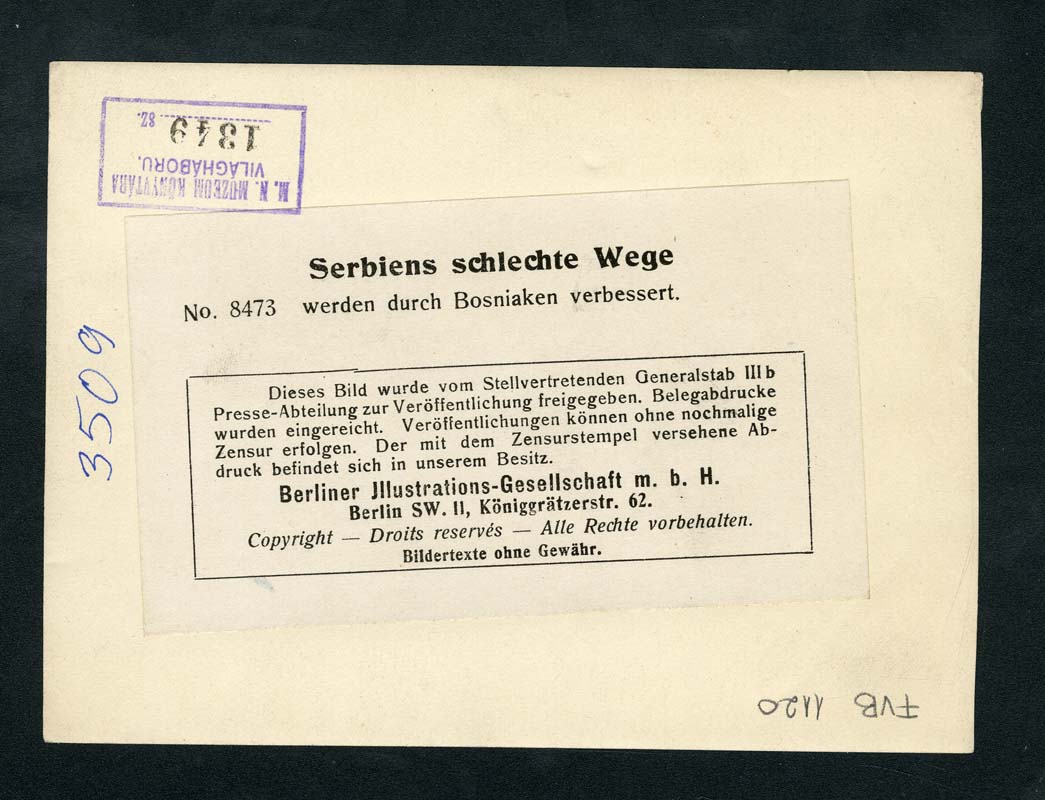 M. N. MUZEUM KÖNYVTÁRA
VILÁGHÁBORU.
1349 SZ.
Serbiens schlechte Wege
No. 8473 werden durch Bosniaken verbessert.
3509
Dieses Bild wurde vom Stellvertretenden Generalstab III b
Presse-Abteilung zur Veröffentlichung freigegeben. Belegabdrucke
wurden eingereicht. Veröffentlichungen können ohne nochmalige
Zensur erfolgen. Der mit dem Zensurstempel versehene Ab-
druck befindet sich in unserem Besitz.
Berliner Jllustrations-Gesellschaft m. b. H.
Berlin SW. 11, Königgrätzerstr. 62.
Copyright — Droits reservés — Alle Rechte vorbehalten.
Bildertexte ohne Gewähr.
FVB 1120